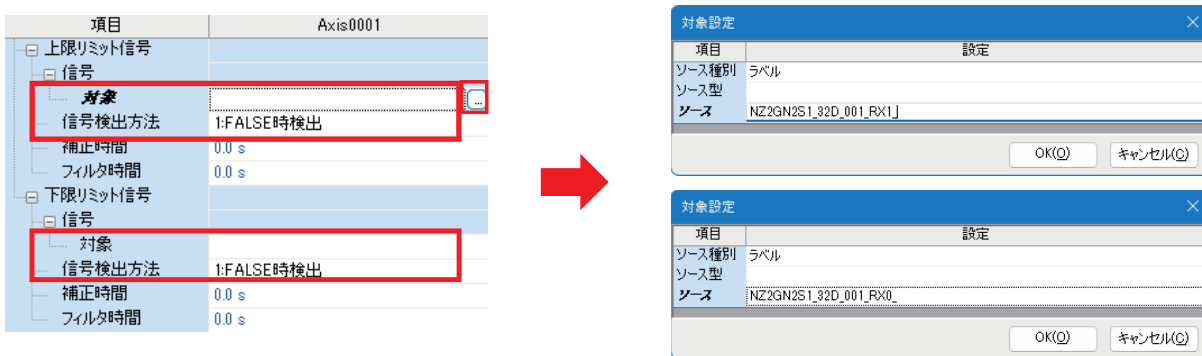 項目 Axis0001
上限リミット信号
信号
対象 ...
信号検出方法 1:FALSE時検出
補正時間 0.0 s
フィルタ時間 0.0 s
下限リミット信号
信号
対象
信号検出方法 1:FALSE時検出
補正時間 0.0 s
フィルタ時間 0.0 s
対象設定
項目 設定
ソース種別 ラベル
ソース型
ソース NZ2GN2S1_32D_001_RX1_
OK(O) キャンセル(C)
対象設定
項目 設定
ソース種別 ラベル
ソース型
ソース NZ2GN2S1_32D_001_RX0_
OK(O) キャンセル(C)